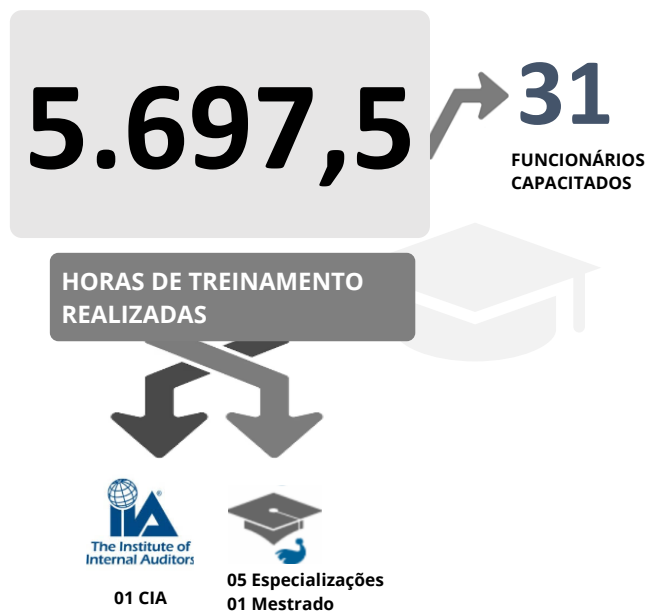 5.697,5
31
FUNCIONÁRIOS
CAPACITADOS
HORAS DE TREINAMENTO
REALIZADAS
IIA
®
The Institute of
Internal Auditors
01 CIA
05 Especializações
01 Mestrado